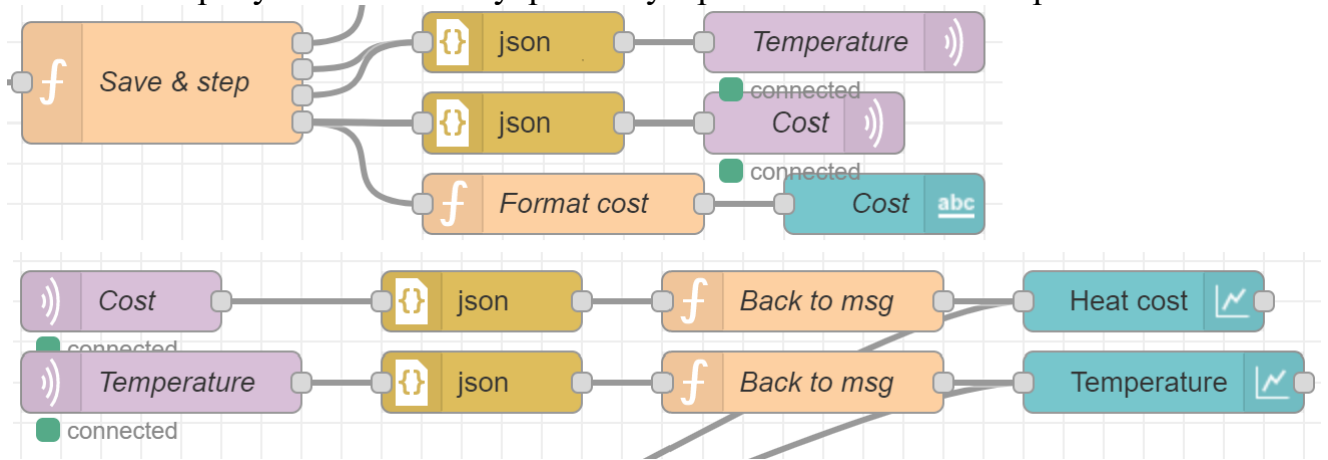 json
Temperature
Save & step
connected
json
Cost
connected
Format cost
Cost
abc
Cost
json
Back to msg
Heat cost
connected
Temperature
json
Back to msg
Temperature
connected